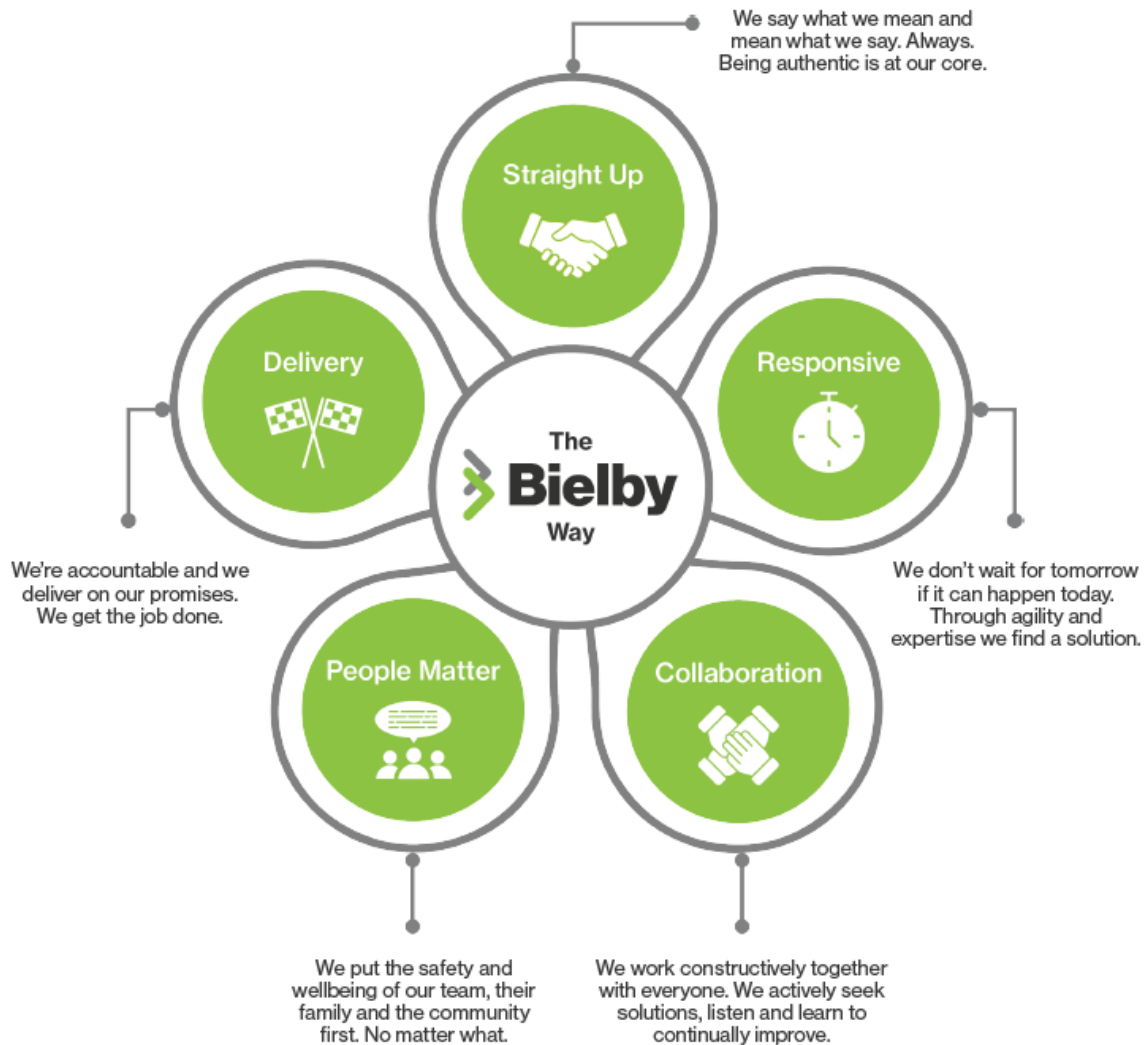 We say what we mean and
mean what we say. Always.
Being authentic is at our core.
Straight Up
Delivery
Responsive
The
Bielby
Way
We're accountable and we
deliver on our promises.
We get the job done.
We don't wait for tomorrow
if it can happen today.
Through agility and
expertise we find a solution.
People Matter
Collaboration
We put the safety and
wellbeing of our team, their
family and the community
first. No matter what.
We work constructively together
with everyone. We actively seek
solutions, listen and learn to
continually improve.